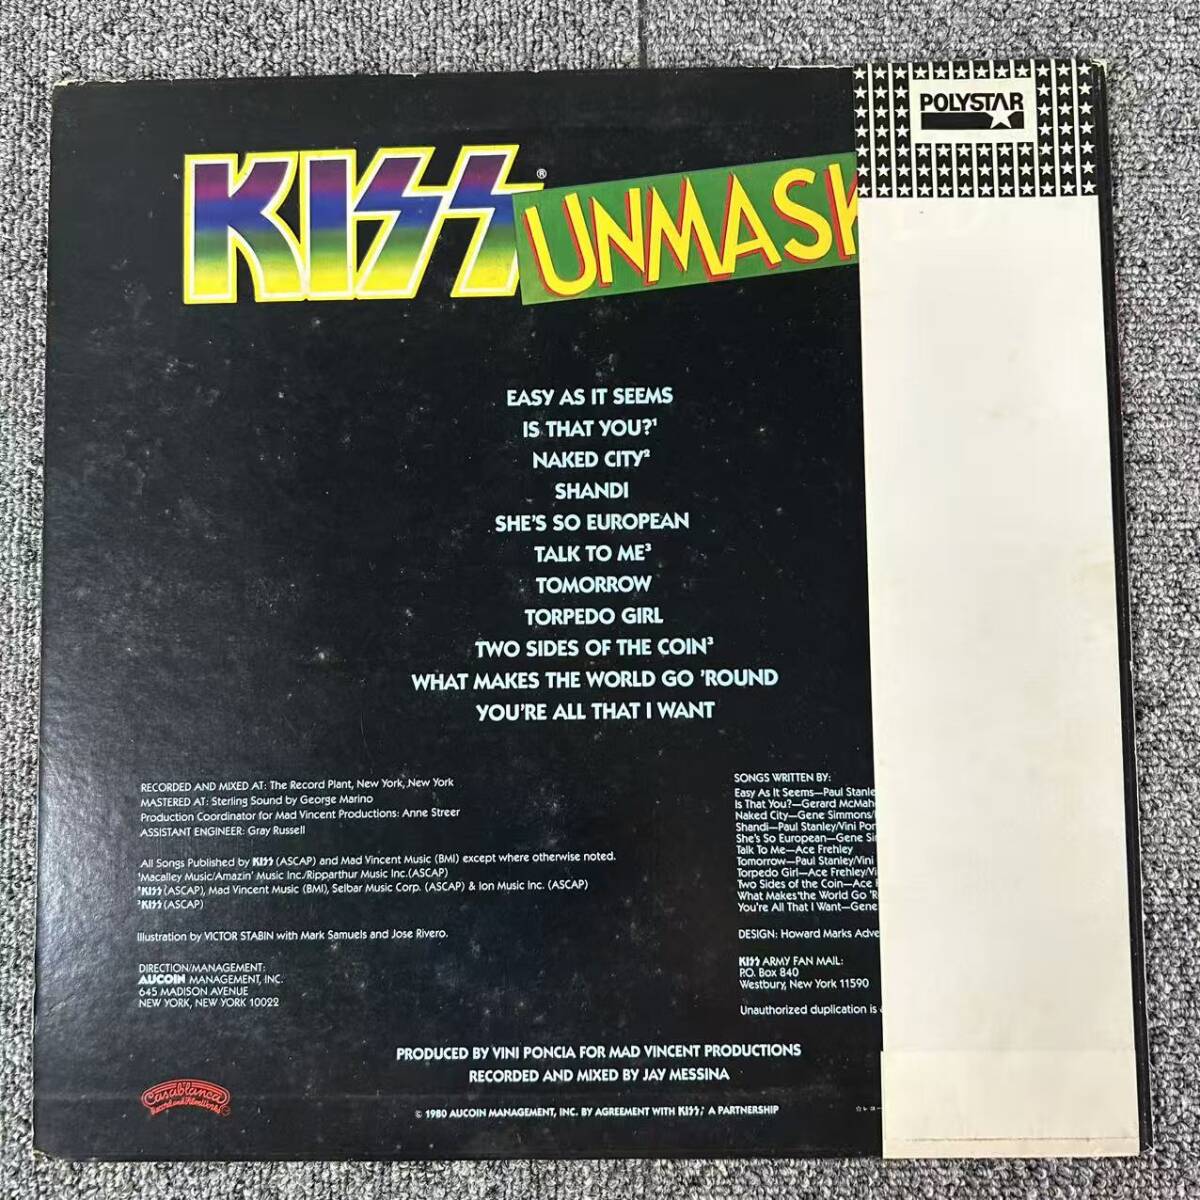 POLYSTAR
KISS®
UNMASK
EASY AS IT SEEMS
IS THAT YOU?¹
NAKED CITY²
SHANDI
SHE'S SO EUROPEAN
TALK TO ME³
TOMORROW
TORPEDO GIRL
TWO SIDES OF THE COIN³
WHAT MAKES THE WORLD GO 'ROUND
YOU'RE ALL THAT I WANT
RECORDED AND MIXED AT: The Record Plant, New York, New York
MASTERED AT: Sterling Sound by George Marino
Production Coordinator for Mad Vincent Productions: Anne Streer
ASSISTANT ENGINEER: Gray Russell
All Songs Published by KISS (ASCAP) and Mad Vincent Music (BMI) except where otherwise noted.
¹Macalley Music/Amazin' Music Inc./Ripparthur Music Inc.(ASCAP)
²KISS (ASCAP), Mad Vincent Music (BMI), Selbar Music Corp. (ASCAP) & Ion Music Inc. (ASCAP)
³KISS (ASCAP)
Illustration by VICTOR STABIN with Mark Samuels and Jose Rivero.
DIRECTION/MANAGEMENT:
AUCOIN MANAGEMENT, INC.
645 MADISON AVENUE
NEW YORK, NEW YORK 10022
SONGS WRITTEN BY:
Easy As It Seems—Paul Stanle
Is That You?—Gerard McMah
Naked City—Gene Simmons/
Shandi—Paul Stanley/Vini Pon
She's So European—Gene Si
Talk To Me—Ace Frehley
Tomorrow—Paul Stanley/Vini
Torpedo Girl—Ace Frehley/Vi
Two Sides of the Coin—Ace
What Makes the World Go 'R
You're All That I Want—Gene
DESIGN: Howard Marks Adve
KISS ARMY FAN MAIL:
P.O. Box 840
Westbury, New York 11590
Unauthorized duplication is
PRODUCED BY VINI PONCIA FOR MAD VINCENT PRODUCTIONS
RECORDED AND MIXED BY JAY MESSINA
Casablanca
Record and FilmWorks
© 1980 AUCOIN MANAGEMENT, INC. BY AGREEMENT WITH KISS; A PARTNERSHIP